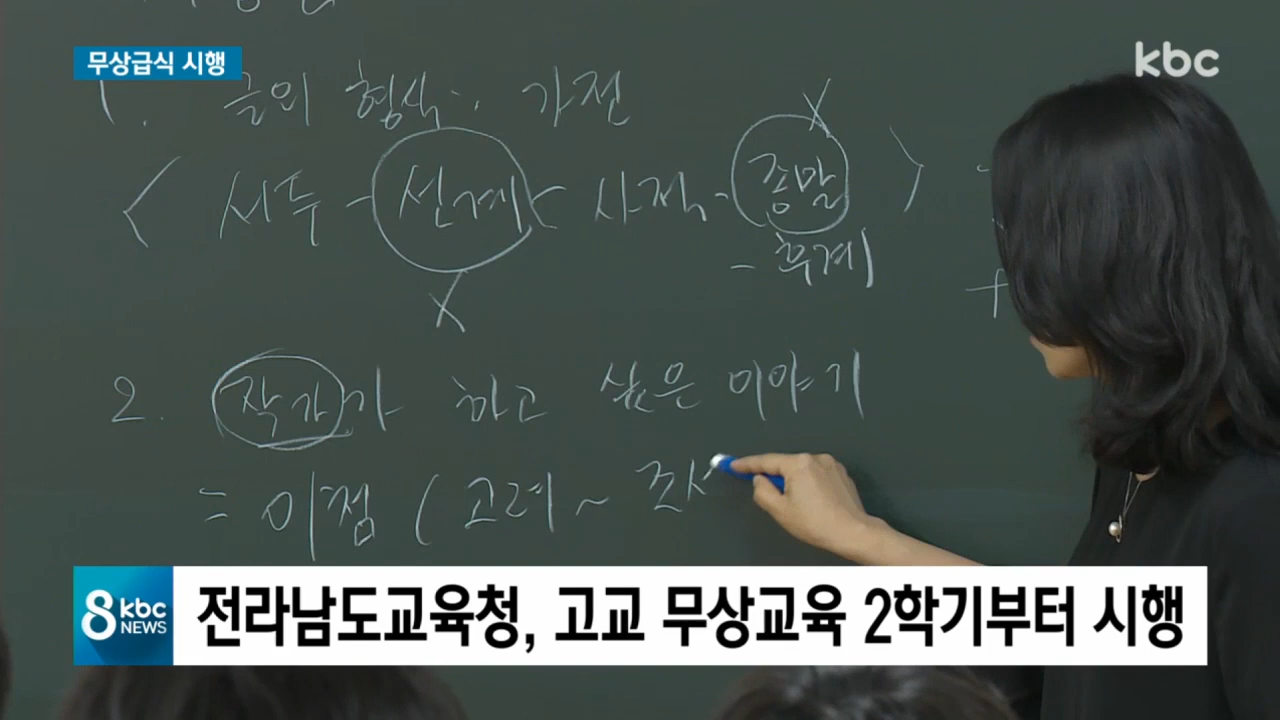 무상급식 시행
kbc
1. 글의 형식: 가전
〈 서두 - 선계 - 사적 - 종말 〉
X
- 후계
X
2. 작가가 하고 싶은 이야기
= 이첨 ( 고려 ~ 조
8 kbc NEWS
전라남도교육청, 고교 무상교육 2학기부터 시행